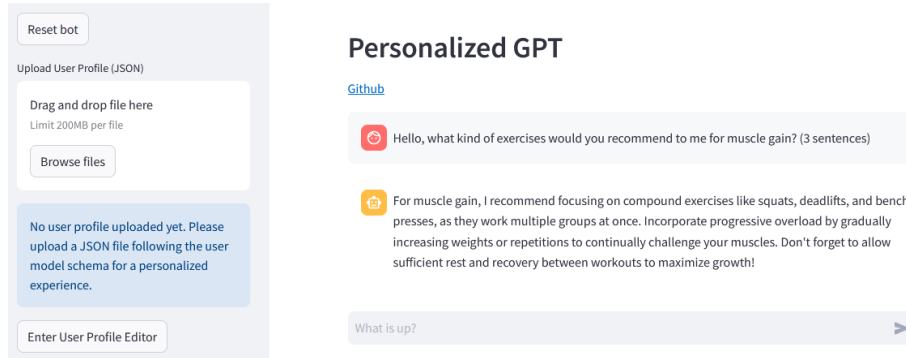 Reset bot
Upload User Profile (JSON)
Drag and drop file here
Limit 200MB per file
Browse files
No user profile uploaded yet. Please
upload a JSON file following the user
model schema for a personalized
experience.
Enter User Profile Editor
Personalized GPT
Github
Hello, what kind of exercises would you recommend to me for muscle gain? (3 sentences)
For muscle gain, I recommend focusing on compound exercises like squats, deadlifts, and bench
presses, as they work multiple groups at once. Incorporate progressive overload by gradually
increasing weights or repetitions to continually challenge your muscles. Don't forget to allow
sufficient rest and recovery between workouts to maximize growth!
What is up?